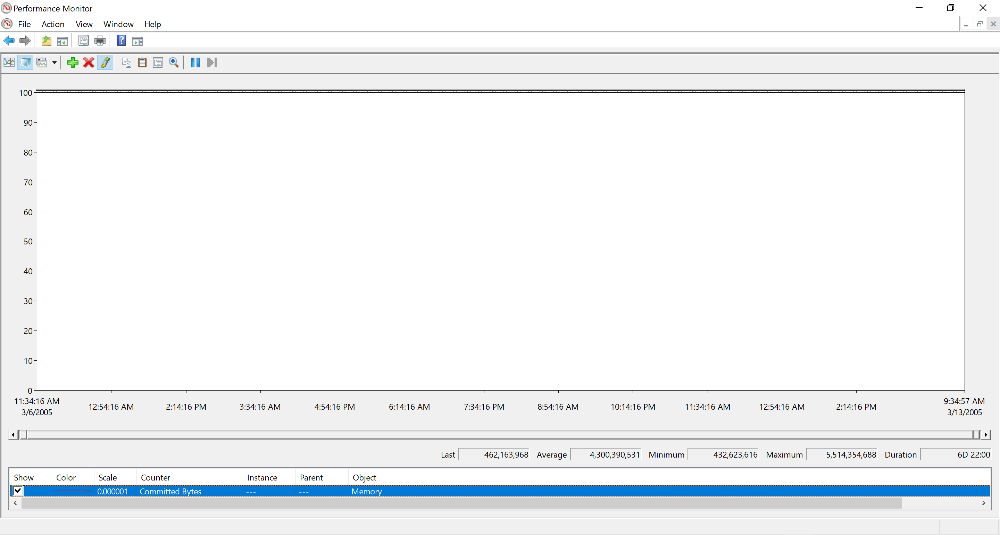 Performance Monitor
File Action View Window Help
100
90
80
70
60
50
40
30
20
10
0
11:34:16 AM 12:54:16 AM 2:14:16 PM 3:34:16 AM 4:54:16 PM 6:14:16 AM 7:34:16 PM 8:54:16 AM 10:14:16 PM 11:34:16 AM 12:54:16 AM 2:14:16 PM 9:34:57 AM
3/6/2005 3/13/2005
Last 462,163,968 Average 4,300,390,531 Minimum 432,623,616 Maximum 5,514,354,688 Duration 6D 22:00
Show Color Scale Counter Instance Parent Object
0.000001 Committed Bytes --- --- Memory